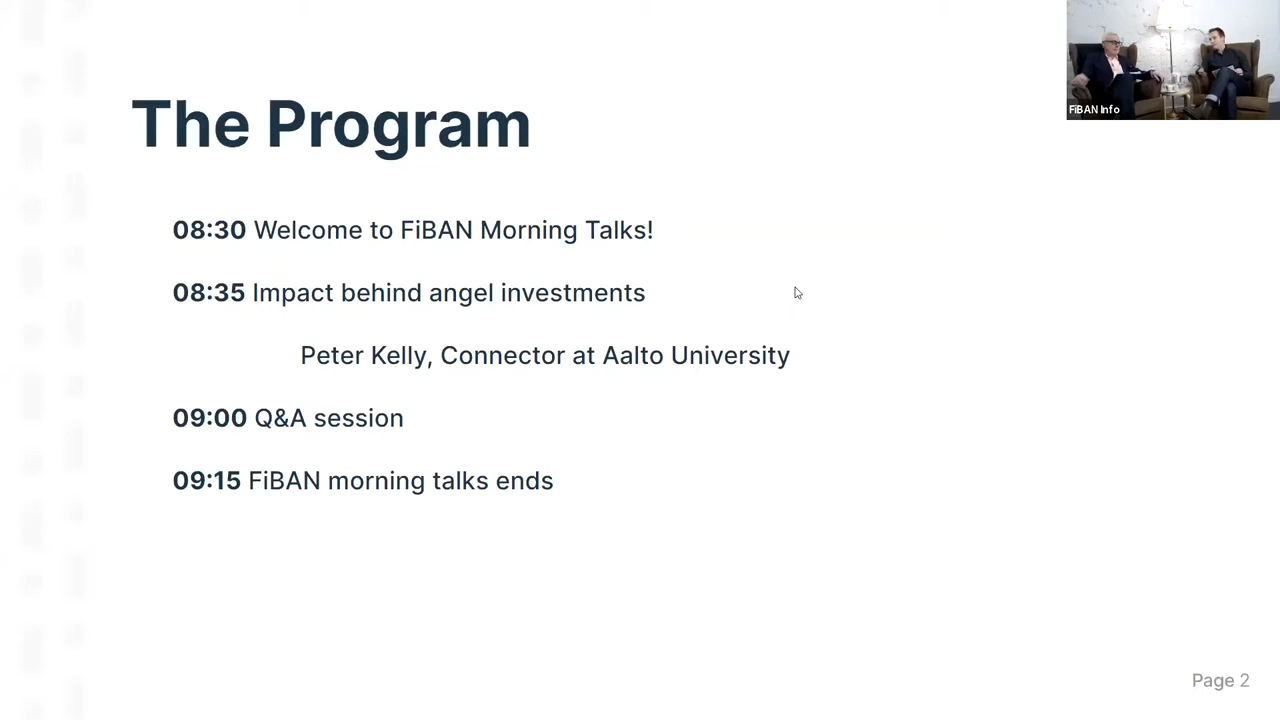 The Program
08:30 Welcome to FiBAN Morning Talks!
08:35 Impact behind angel investments
Peter Kelly, Connector at Aalto University
09:00 Q&A session
09:15 FiBAN morning talks ends
FiBAN Info
Page 2